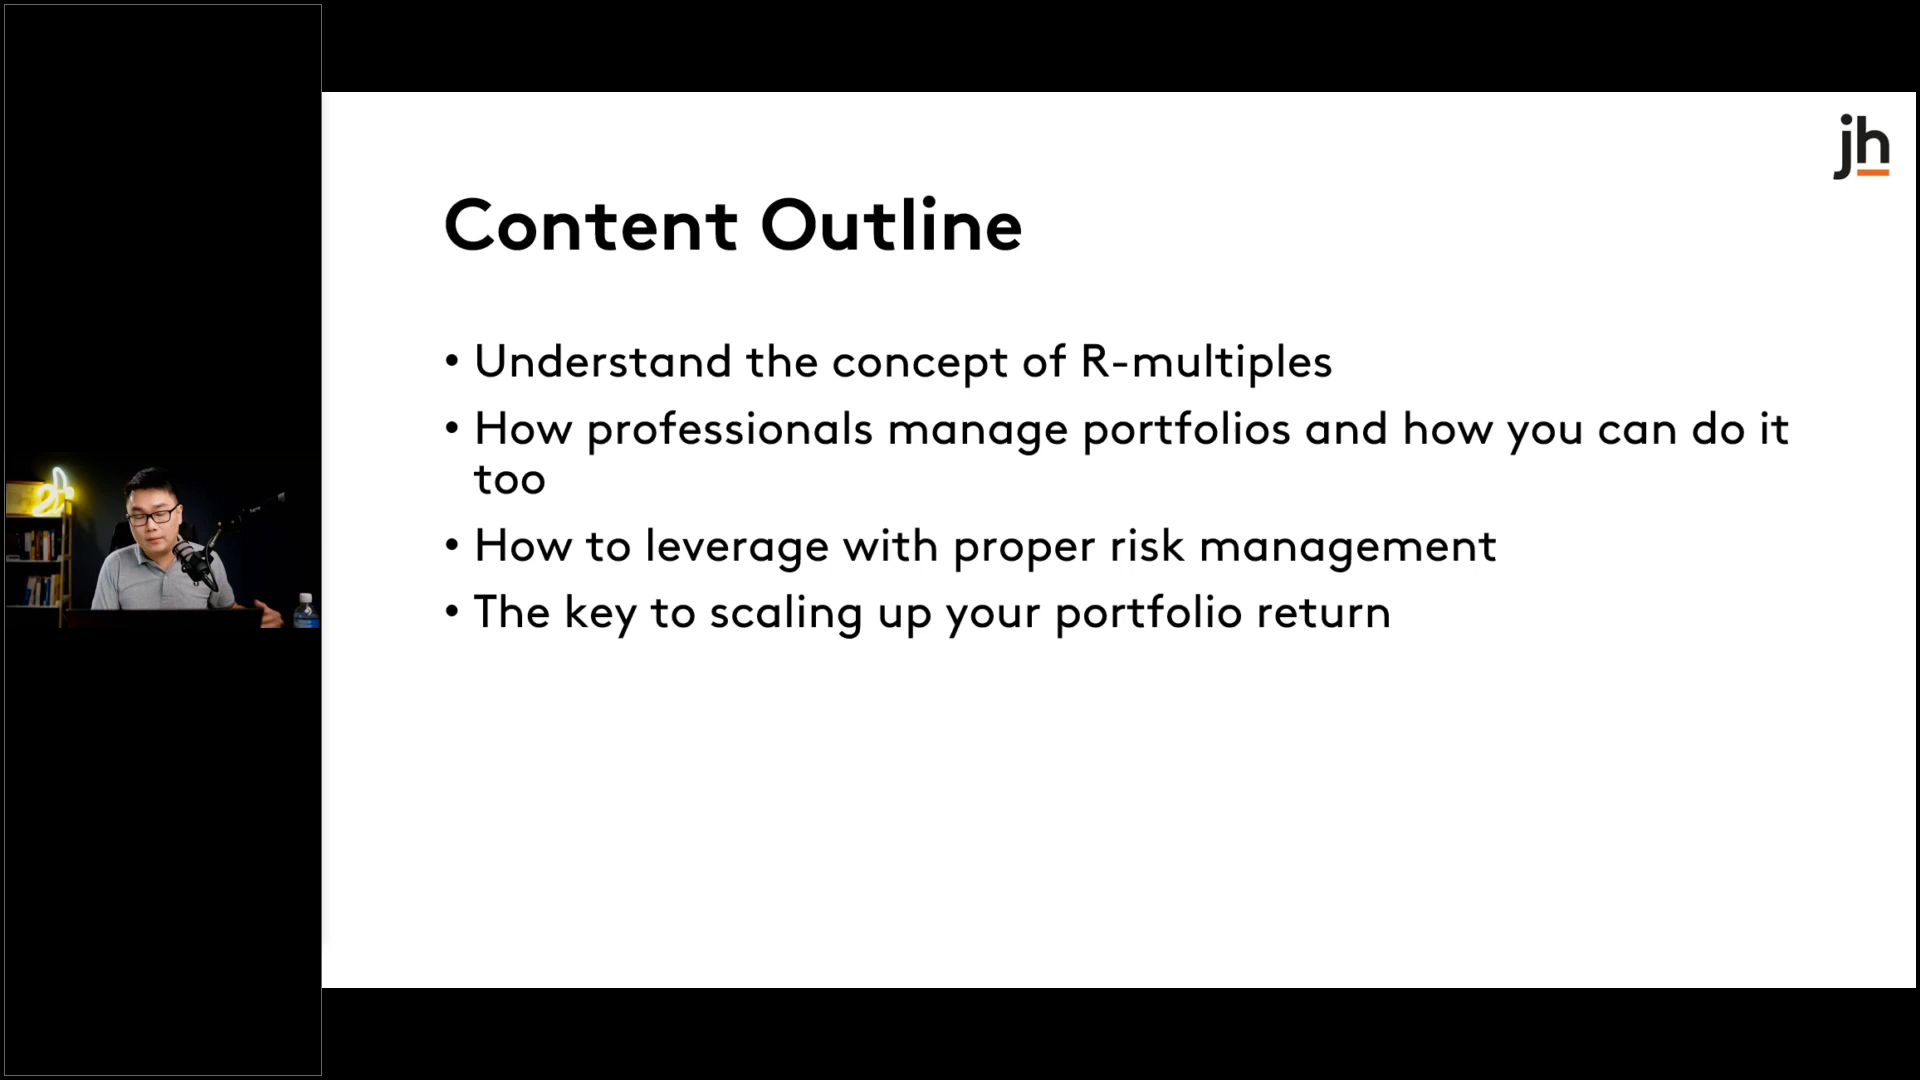 jh
Content Outline
• Understand the concept of R-multiples
• How professionals manage portfolios and how you can do it
too
• How to leverage with proper risk management
• The key to scaling up your portfolio return